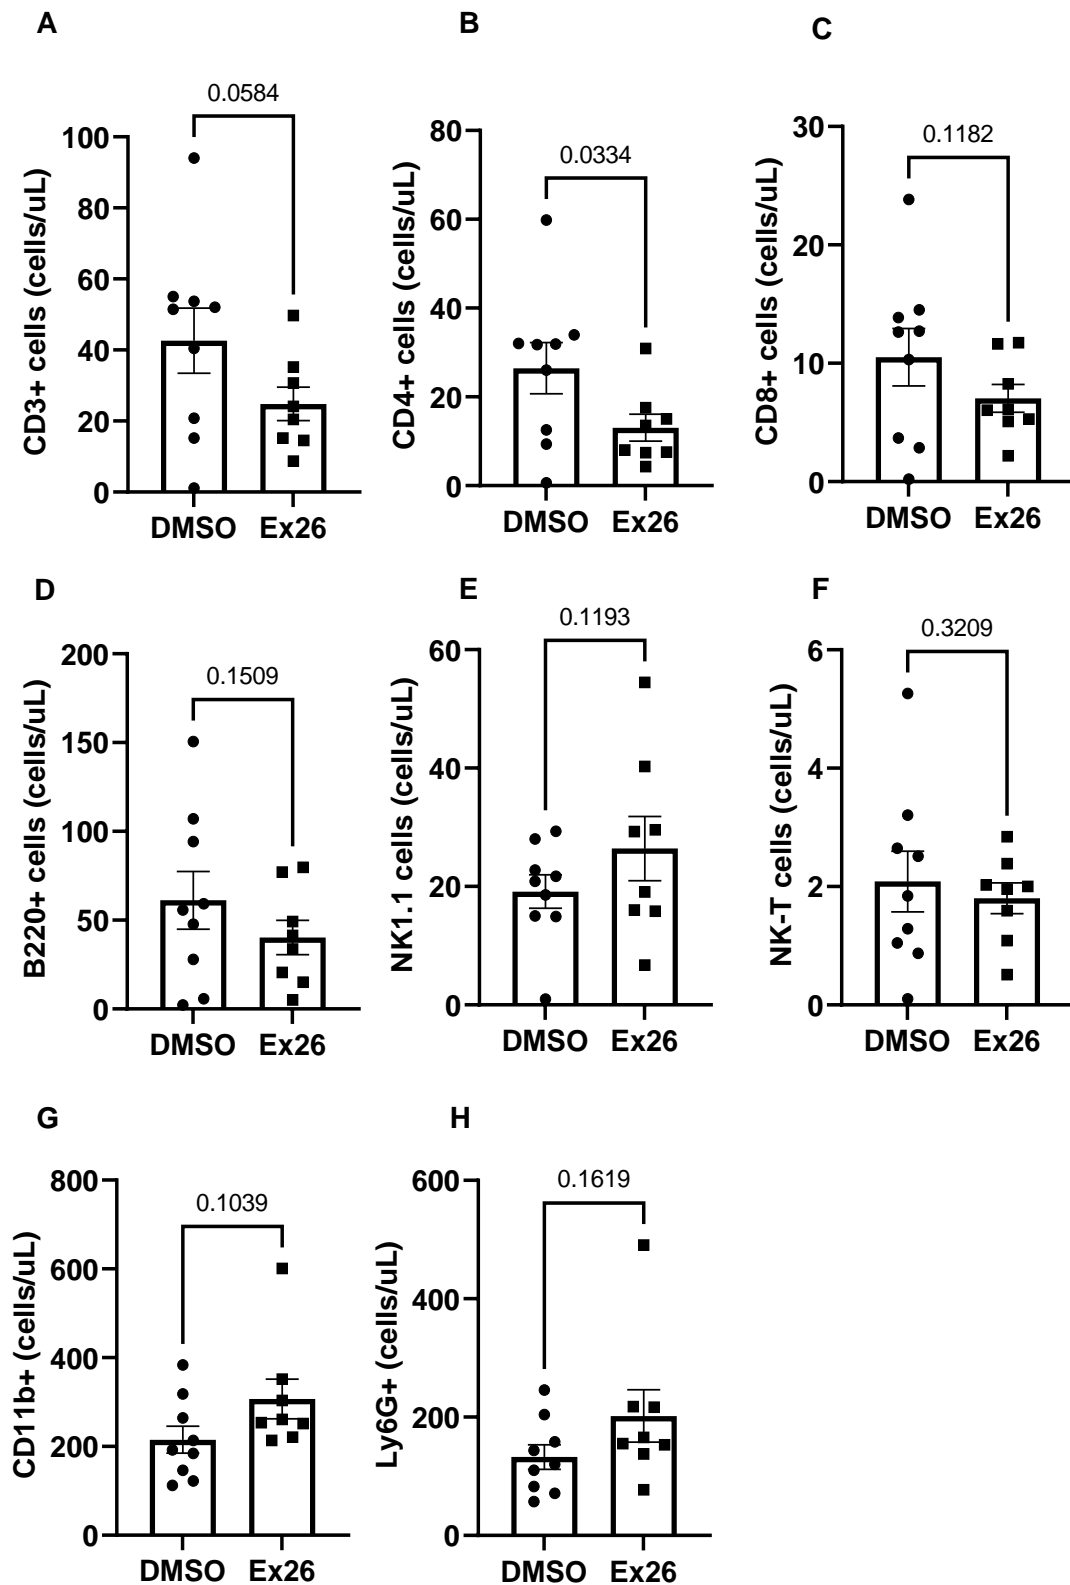 A
B
C
0.0584
0.0334
0.1182
CD3+ cells (cells/uL)
100
80
60
40
20
0
DMSO Ex26
CD4+ cells (cells/uL)
80
60
40
20
0
DMSO Ex26
CD8+ cells (cells/uL)
30
20
10
0
DMSO Ex26
D
E
F
0.1509
0.1193
0.3209
B220+ cells (cells/uL)
200
150
100
50
0
DMSO Ex26
NK1.1 cells (cells/uL)
60
40
20
0
DMSO Ex26
NK-T cells (cells/uL)
6
4
2
0
DMSO Ex26
G
H
0.1039
0.1619
CD11b+ (cells/uL)
800
600
400
200
0
DMSO Ex26
Ly6G+ (cells/uL)
600
400
200
0
DMSO Ex26